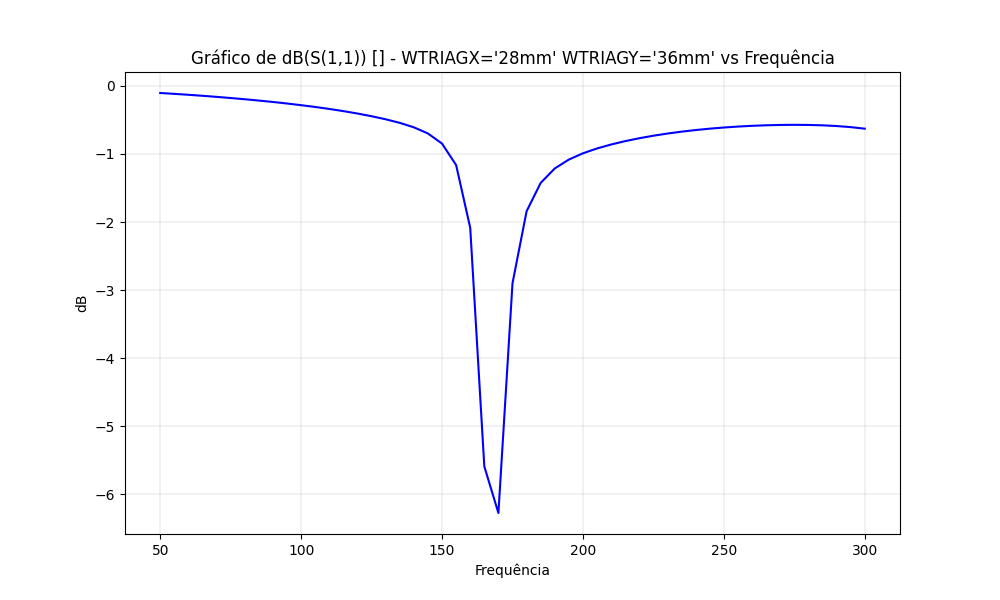 Gráfico de dB(S(1,1)) [] - WTRIAGX='28mm' WTRIAGY='36mm' vs Frequência
0
−1
−2
−3
−4
−5
−6
dB
50 100 150 200 250 300
Frequência